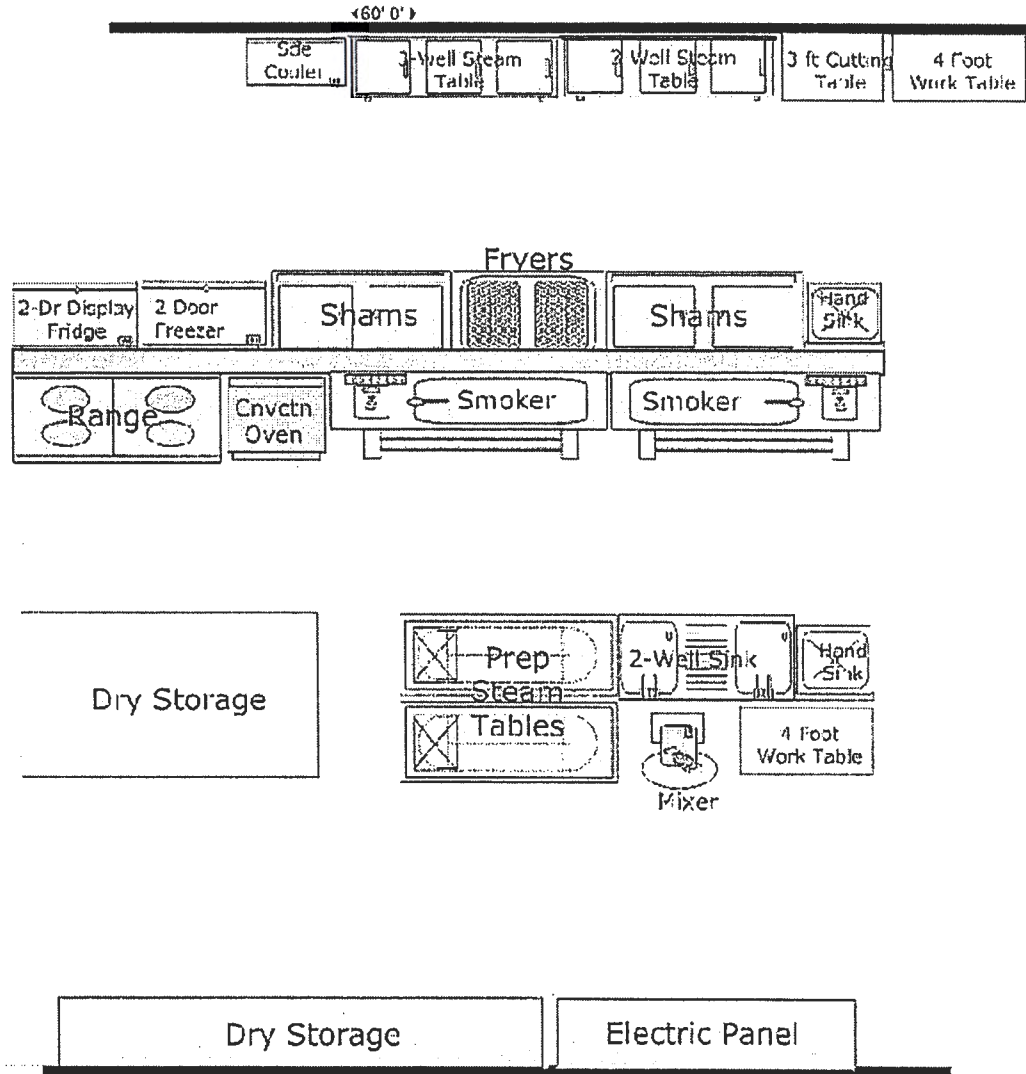 60' 0'
Side
Cooler
3-Well Steam
Table
Well Steam
Table
3 ft Cutting
Table
4 Foot
Work Table
Fryers
2-Dr Display
Fridge
2 Door
Freezer
Shams
Shams
Hand
Sink
Range
Cnvctn
Oven
Smoker
Smoker
Dry Storage
Prep
Steam
Tables
2-Well Sink
Hand
Sink
4 Foot
Work Table
Mixer
Dry Storage
Electric Panel